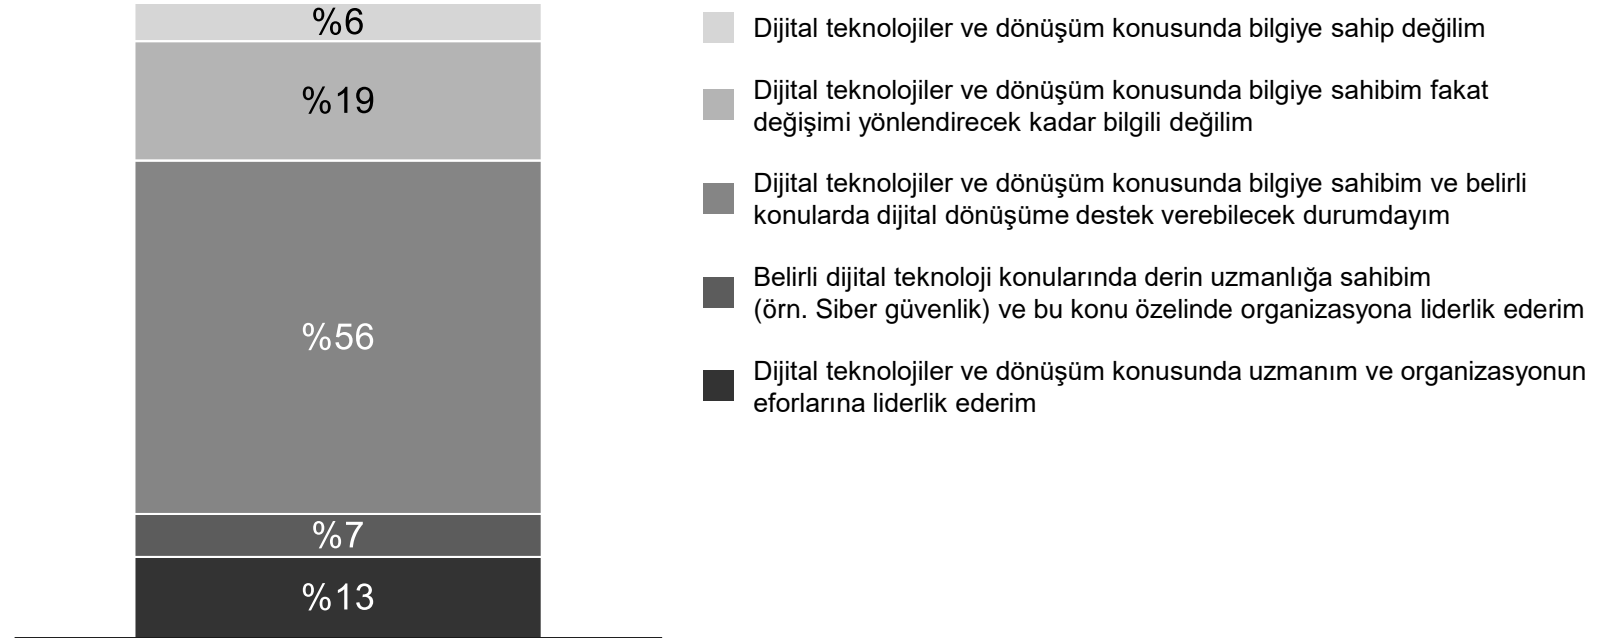 %6
%19
%56
%7
%13
Dijital teknolojiler ve dönüşüm konusunda bilgiye sahip değilim
Dijital teknolojiler ve dönüşüm konusunda bilgiye sahibim fakat
değişimi yönlendirecek kadar bilgili değilim
Dijital teknolojiler ve dönüşüm konusunda bilgiye sahibim ve belirli
konularda dijital dönüşüme destek verebilecek durumdayım
Belirli dijital teknoloji konularında derin uzmanlığa sahibim
(örn. Siber güvenlik) ve bu konu özelinde organizasyona liderlik ederim
Dijital teknolojiler ve dönüşüm konusunda uzmanım ve organizasyonun
eforlarına liderlik ederim